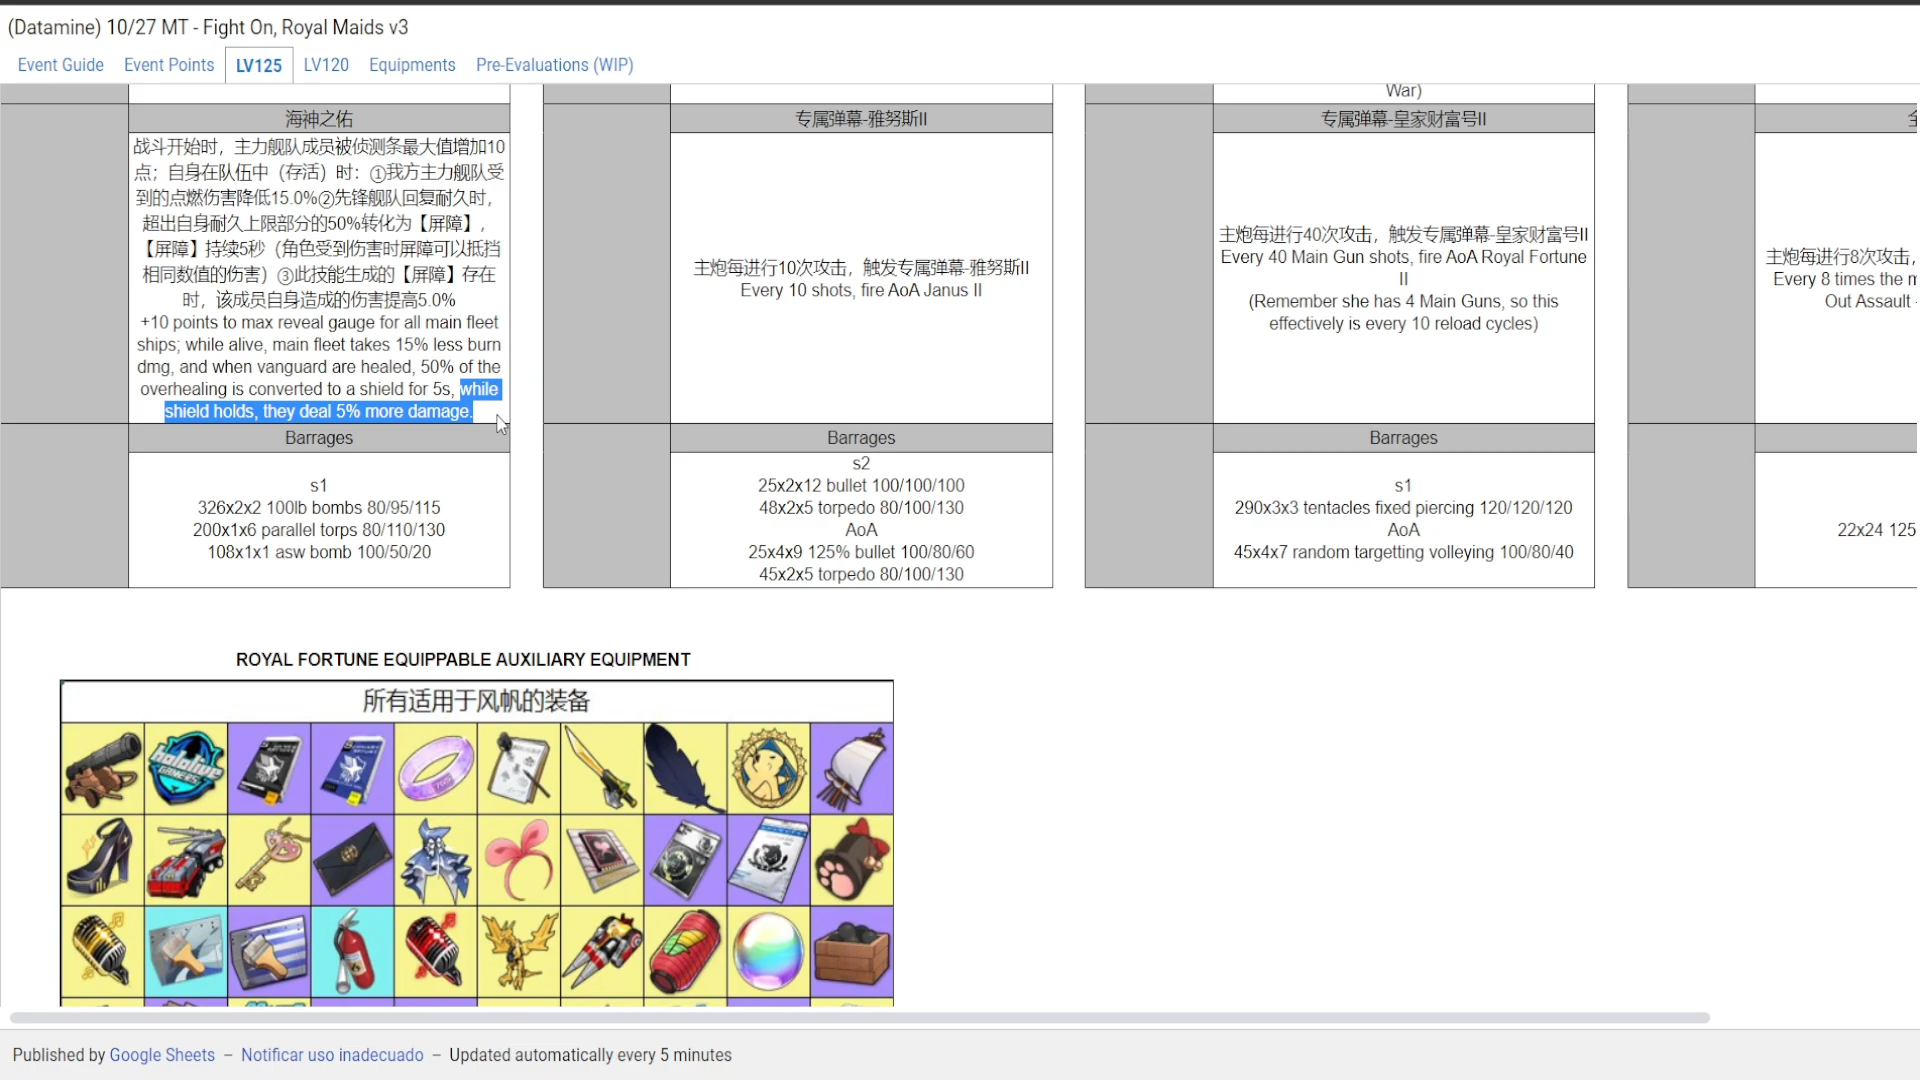 (Datamine) 10/27 MT - Fight On, Royal Maids v3
Event Guide
Event Points
LV125
LV120
Equipments
Pre-Evaluations (WIP)
海神之佑
战斗开始时，主力舰队成员被侦测条最大值增加10
点；自身在队伍中（存活）时：①我方主力舰队受
到的点燃伤害降低15.0%②先锋舰队回复耐久时，
超出自身耐久上限部分的50%转化为【屏障】，
【屏障】持续5秒（角色受到伤害时屏障可以抵挡
相同数值的伤害）③此技能生成的【屏障】存在
时，该成员自身造成的伤害提高5.0%
+10 points to max reveal gauge for all main fleet
ships; while alive, main fleet takes 15% less burn
dmg, and when vanguard are healed, 50% of the
overhealing is converted to a shield for 5s, while
shield holds, they deal 5% more damage.
Barrages
s1
326x2x2 100lb bombs 80/95/115
200x1x6 parallel torps 80/110/130
108x1x1 asw bomb 100/50/20
专属弹幕-雅努斯II
主炮每进行10次攻击，触发专属弹幕-雅努斯II
Every 10 shots, fire AoA Janus II
Barrages
s2
25x2x12 bullet 100/100/100
48x2x5 torpedo 80/100/130
AoA
25x4x9 125% bullet 100/80/60
45x2x5 torpedo 80/100/130
War)
专属弹幕-皇家财富号II
主炮每进行40次攻击，触发专属弹幕-皇家财富号II
Every 40 Main Gun shots, fire AoA Royal Fortune
II
(Remember she has 4 Main Guns, so this
effectively is every 10 reload cycles)
Barrages
s1
290x3x3 tentacles fixed piercing 120/120/120
AoA
45x4x7 random targetting volleying 100/80/40
主炮每进行8次攻击，
Every 8 times the m
Out Assault
22x24 125
ROYAL FORTUNE EQUIPPABLE AUXILIARY EQUIPMENT
所有适用于风帆的装备
hololive
GAMERS
Published by Google Sheets – Notificar uso inadecuado – Updated automatically every 5 minutes